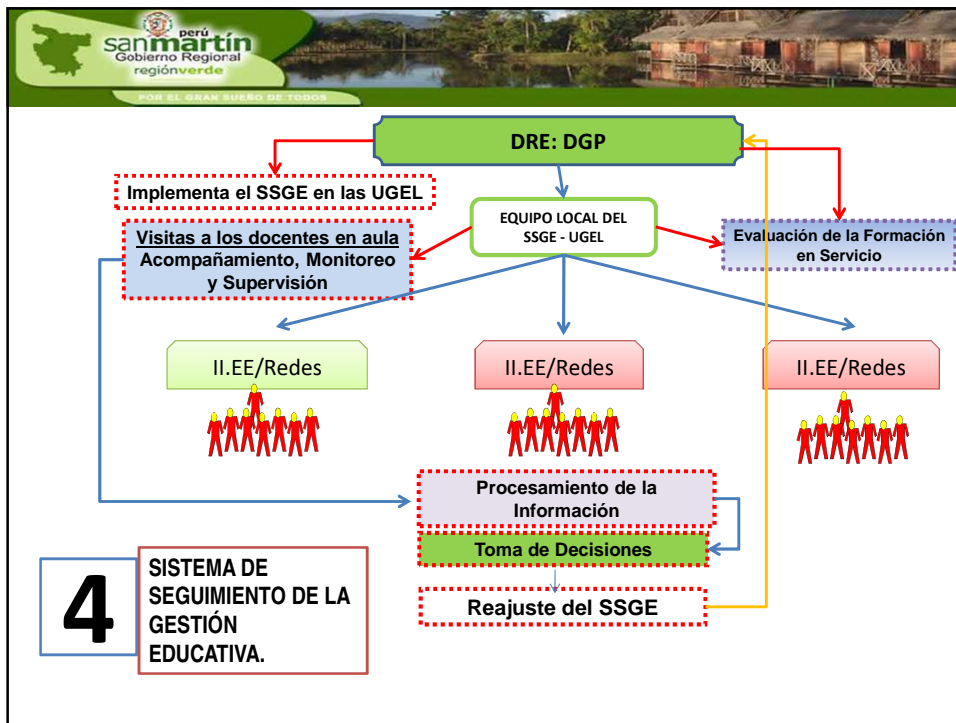 perú
sanmartín
Gobierno Regional
regiónverde
POR EL GRAN SUEÑO DE TODOS
DRE: DGP
Implementa el SSGE en las UGEL
EQUIPO LOCAL DEL
SSGE - UGEL
Visitas a los docentes en aula
Acompañamiento, Monitoreo
y Supervisión
Evaluación de la Formación
en Servicio
II.EE/Redes
II.EE/Redes
II.EE/Redes
Procesamiento de la
Información
Toma de Decisiones
Reajuste del SSGE
4
SISTEMA DE
SEGUIMIENTO DE LA
GESTIÓN
EDUCATIVA.